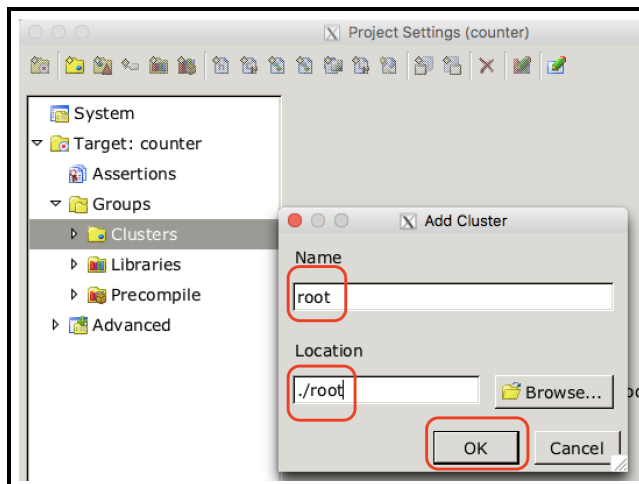 Project Settings (counter)
System
Target: counter
Assertions
Groups
Clusters
Libraries
Precompile
Advanced
Add Cluster
Name
root
Location
./root
Browse...
OK
Cancel